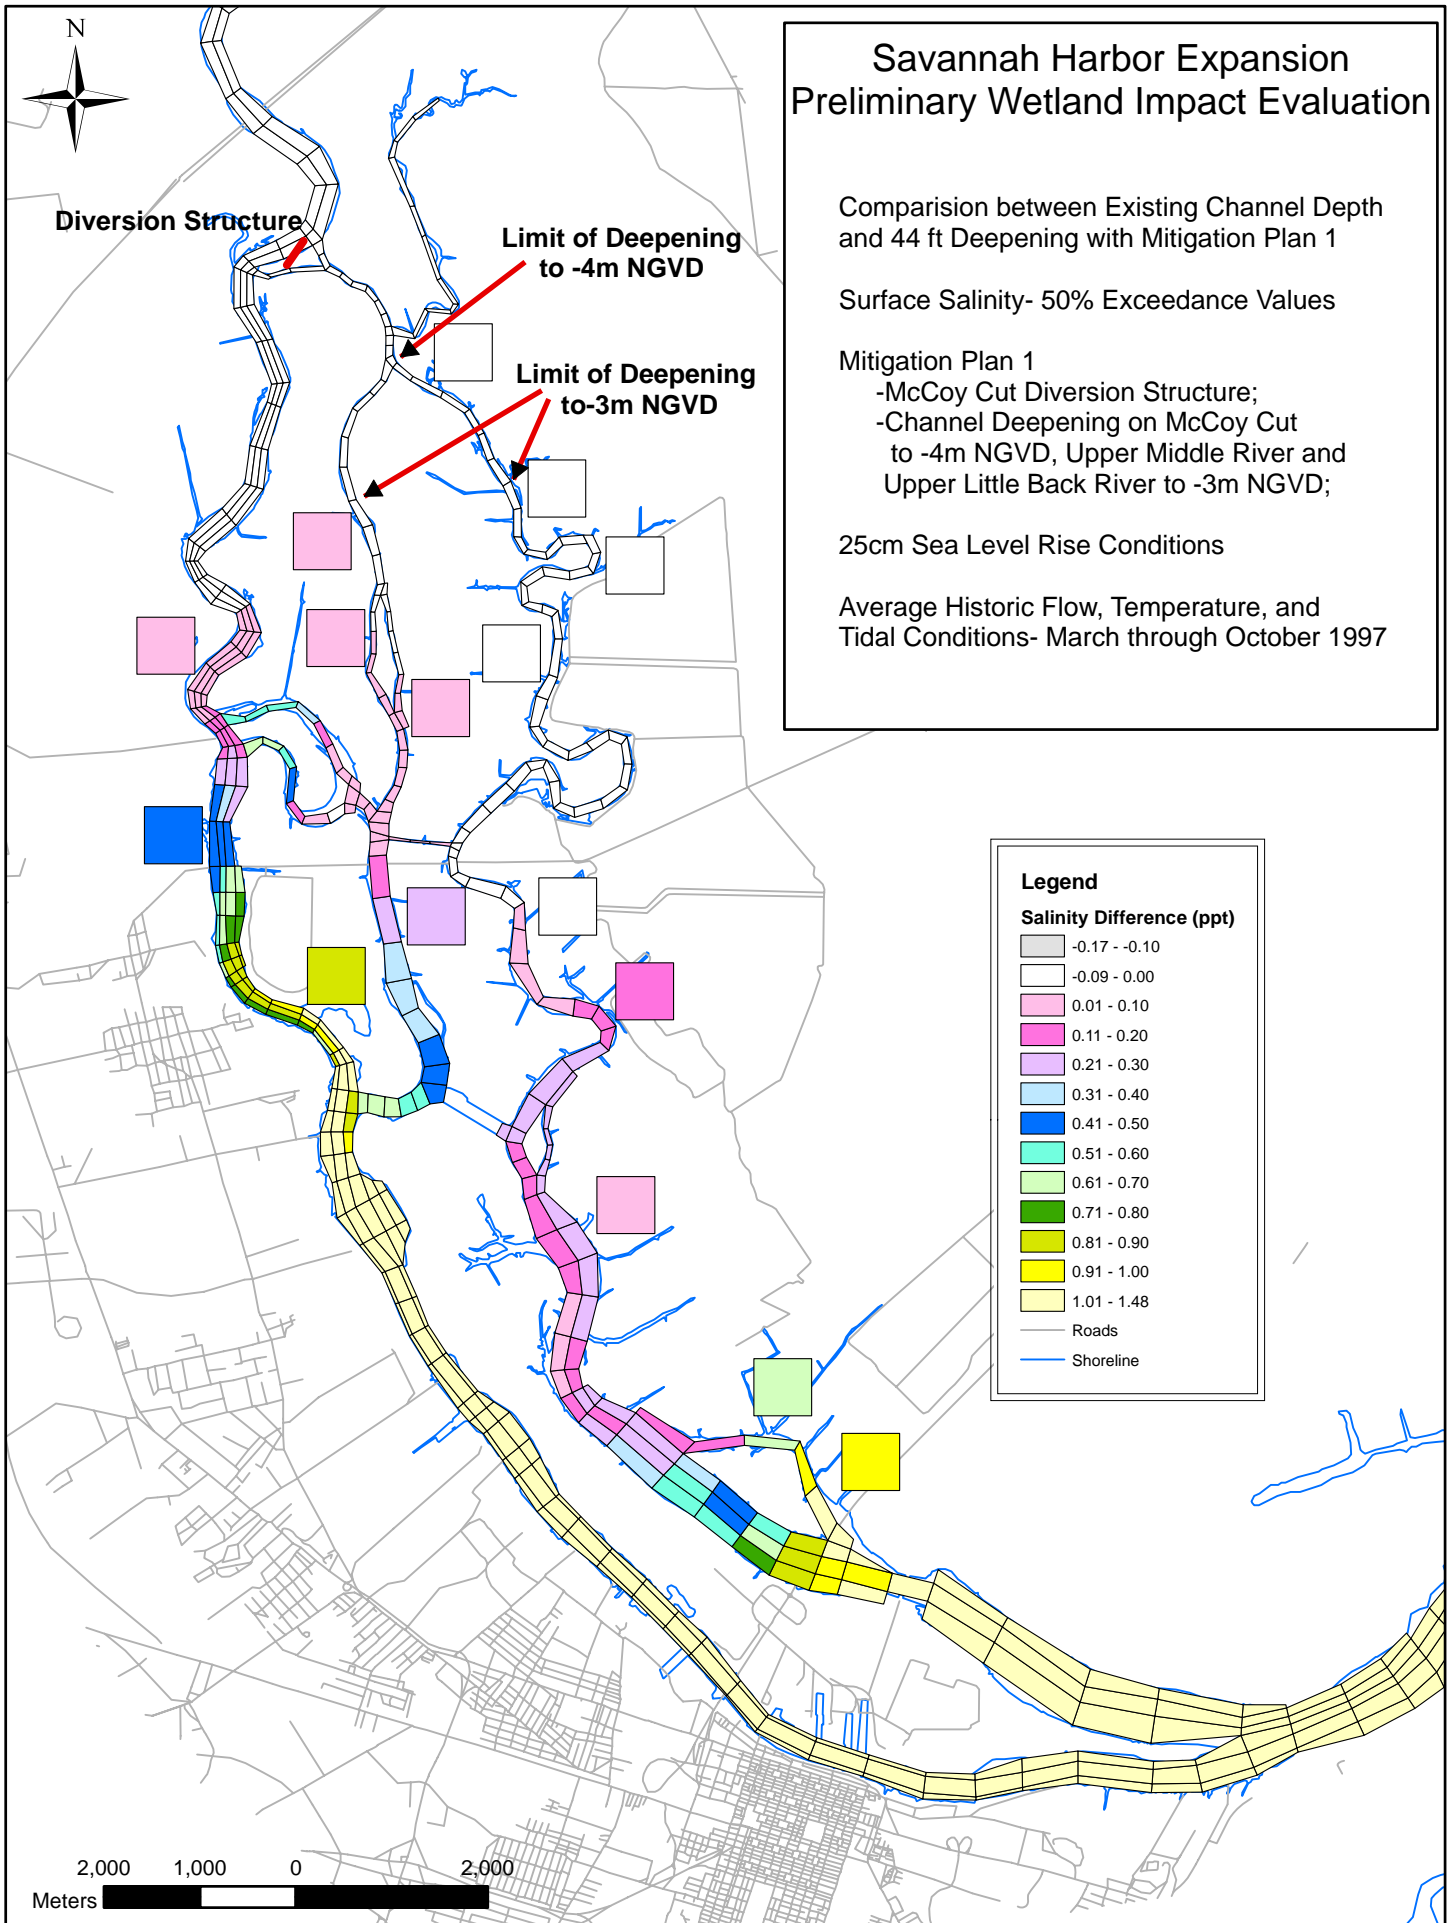 N
Savannah Harbor Expansion
Preliminary Wetland Impact Evaluation
Comparision between Existing Channel Depth
and 44 ft Deepening with Mitigation Plan 1
Surface Salinity- 50% Exceedance Values
Mitigation Plan 1
-McCoy Cut Diversion Structure;
-Channel Deepening on McCoy Cut
to -4m NGVD, Upper Middle River and
Upper Little Back River to -3m NGVD;
25cm Sea Level Rise Conditions
Average Historic Flow, Temperature, and
Tidal Conditions- March through October 1997
Diversion Structure
Limit of Deepening
to -4m NGVD
Limit of Deepening
to-3m NGVD
Legend
Salinity Difference (ppt)
-0.17 - -0.10
-0.09 - 0.00
0.01 - 0.10
0.11 - 0.20
0.21 - 0.30
0.31 - 0.40
0.41 - 0.50
0.51 - 0.60
0.61 - 0.70
0.71 - 0.80
0.81 - 0.90
0.91 - 1.00
1.01 - 1.48
Roads
Shoreline
2,000 1,000 0 2,000
Meters